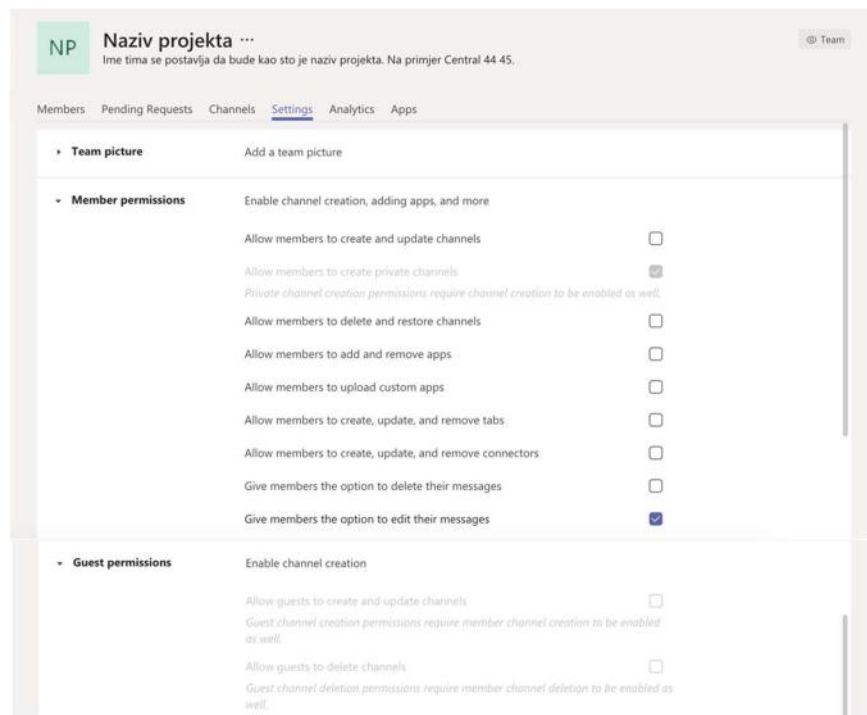 NP
Naziv projekta ...
Ime tima se postavlja da bude kao sto je naziv projekta. Na primjer Central 44 45.
Team
Members Pending Requests Channels Settings Analytics Apps
Team picture Add a team picture
Member permissions Enable channel creation, adding apps, and more
Allow members to create and update channels
Allow members to create private channels
Private channel creation permissions require channel creation to be enabled as well.
Allow members to delete and restore channels
Allow members to add and remove apps
Allow members to upload custom apps
Allow members to create, update, and remove tabs
Allow members to create, update, and remove connectors
Give members the option to delete their messages
Give members the option to edit their messages
Guest permissions Enable channel creation
Allow guests to create and update channels
Guest channel creation permissions require member channel creation to be enabled
as well.
Allow guests to delete channels
Guest channel deletion permissions require member channel deletion to be enabled as
well.